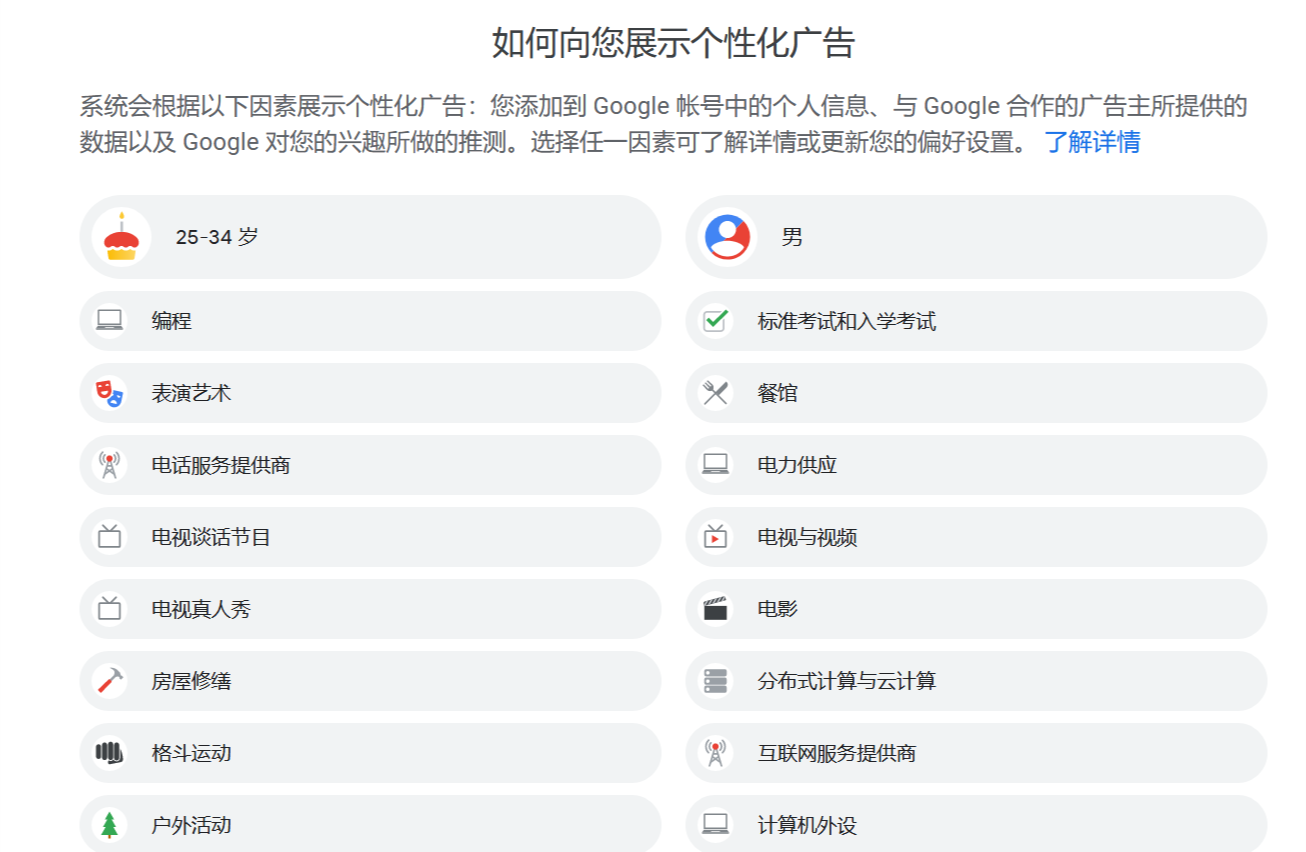 如何向您展示个性化广告
系统会根据以下因素展示个性化广告：您添加到 Google 帐号中的个人信息、与 Google 合作的广告主所提供的
数据以及 Google 对您的兴趣所做的推测。选择任一因素可了解详情或更新您的偏好设置。 了解详情
25-34 岁
男
编程
标准考试和入学考试
表演艺术
餐馆
电话服务提供商
电力供应
电视谈话节目
电视与视频
电视真人秀
电影
房屋修缮
分布式计算与云计算
格斗运动
互联网服务提供商
户外活动
计算机外设